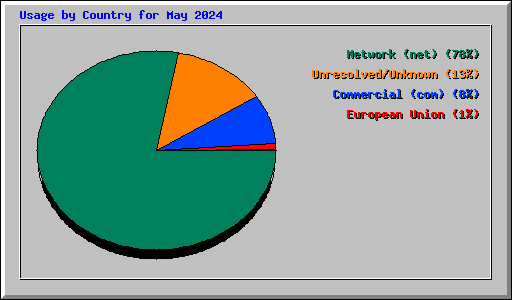 Usage by Country for May 2024
Network (net) (78%)
Unresolved/Unknown (13%)
Commercial (com) (8%)
European Union (1%)